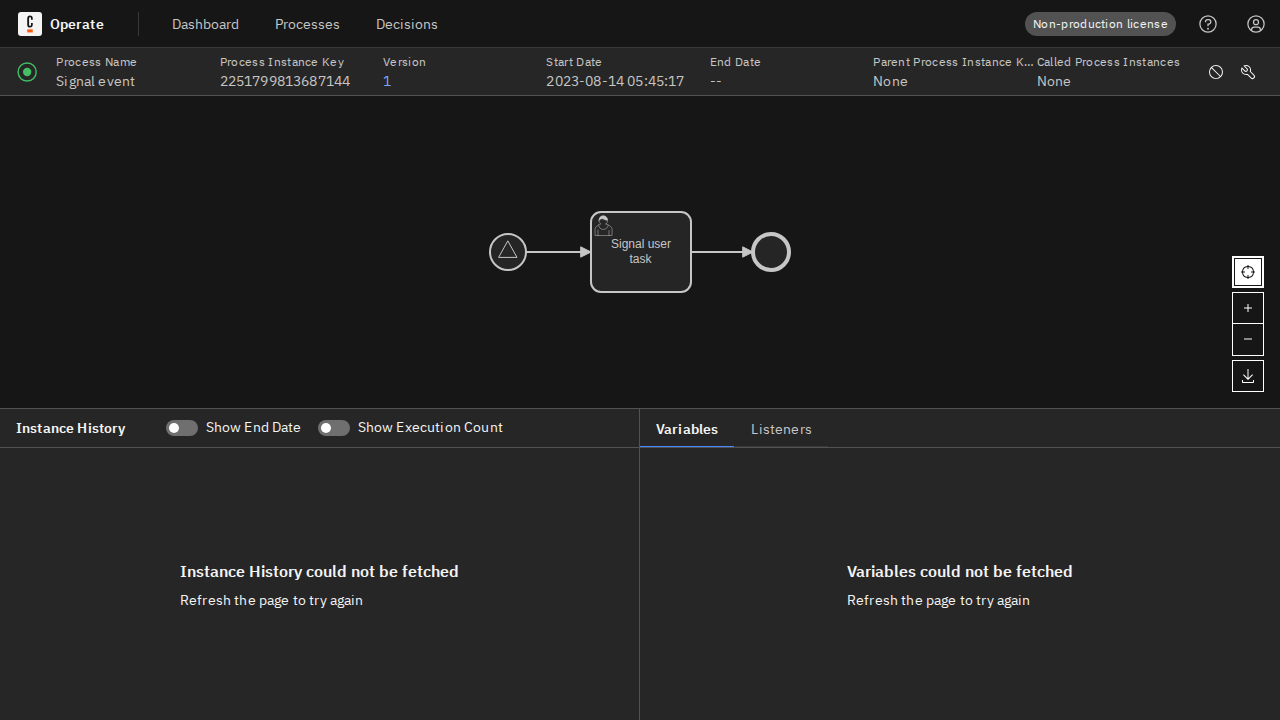 Operate
Dashboard
Processes
Decisions
Non-production license
Process Name
Signal event
Process Instance Key
2251799813687144
Version
1
Start Date
2023-08-14 05:45:17
End Date
--
Parent Process Instance K...
None
Called Process Instances
None
Signal user
task
Instance History
Show End Date
Show Execution Count
Variables
Listeners
Instance History could not be fetched
Refresh the page to try again
Variables could not be fetched
Refresh the page to try again